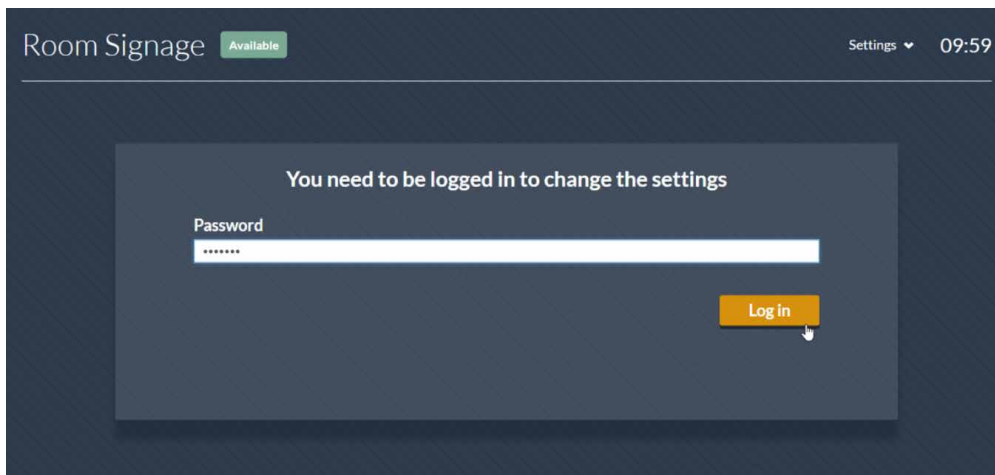 Room Signage Available
Settings 09:59
You need to be logged in to change the settings
Password
•••••••
Log in